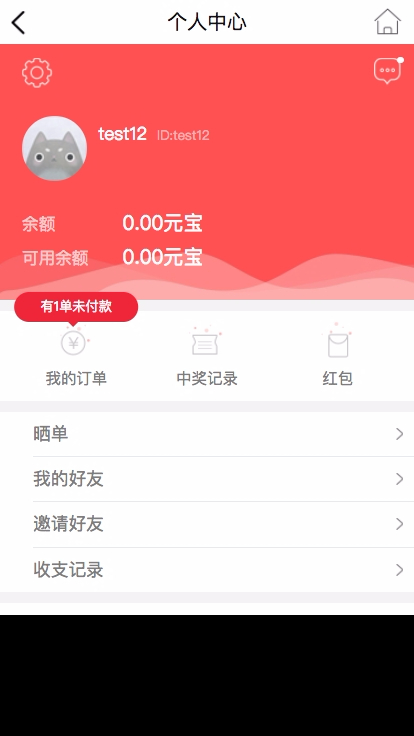 个人中心
test12 ID:test12
余额 0.00元宝
可用余额 0.00元宝
有1单未付款
我的订单 中奖记录 红包
晒单
我的好友
邀请好友
收支记录